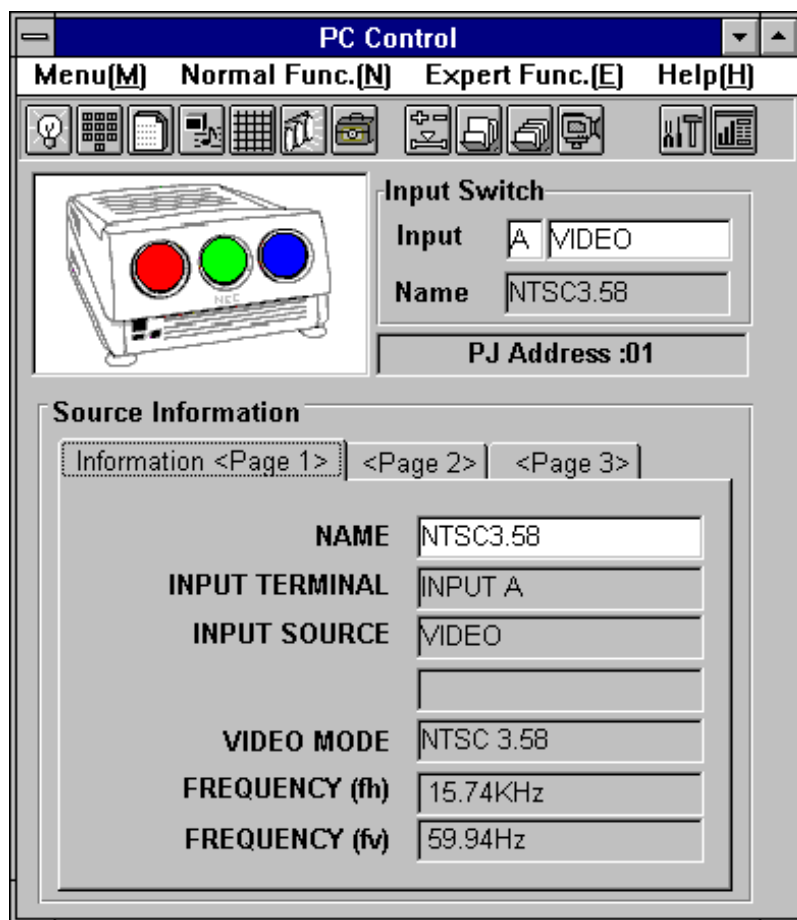 PC Control
Menu(M) Normal Func.(N) Expert Func.(E) Help(H)
Input Switch
Input A VIDEO
Name NTSC3.58
NEC
PJ Address :01
Source Information
Information <Page 1> <Page 2> <Page 3>
NAME NTSC3.58
INPUT TERMINAL INPUT A
INPUT SOURCE VIDEO
VIDEO MODE NTSC 3.58
FREQUENCY (fh) 15.74KHz
FREQUENCY (fv) 59.94Hz